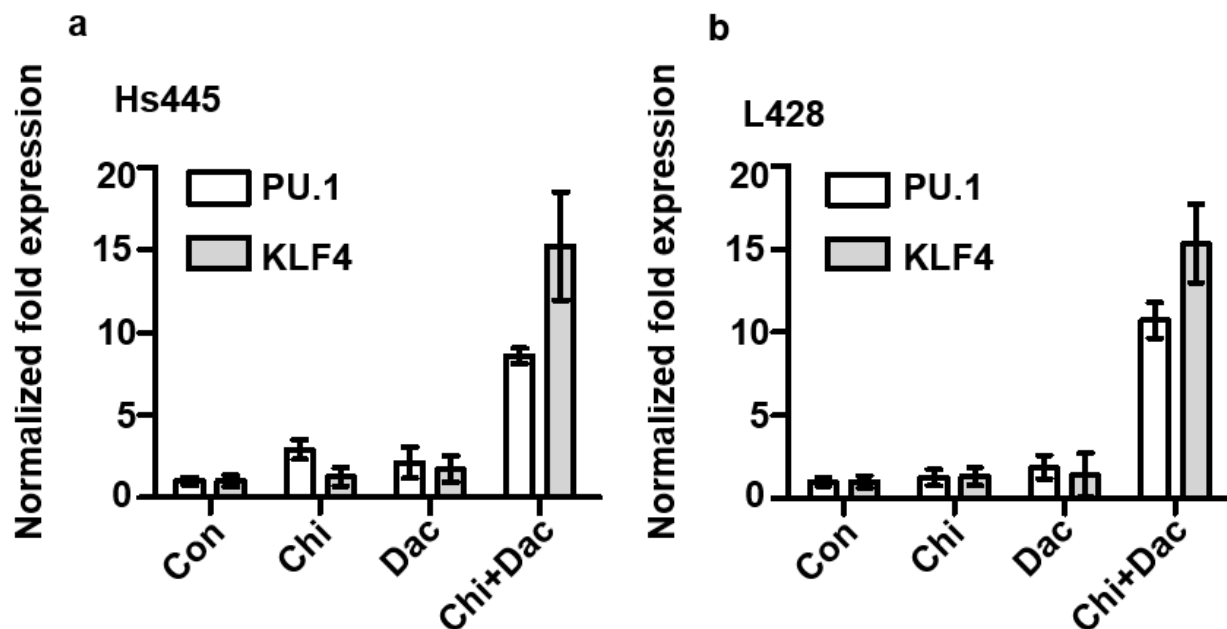 a
Hs445
Normalized fold expression
20
15
10
5
0
PU.1
KLF4
Con
Chi
Dac
Chi+Dac
b
L428
Normalized fold expression
20
15
10
5
0
PU.1
KLF4
Con
Chi
Dac
Chi+Dac